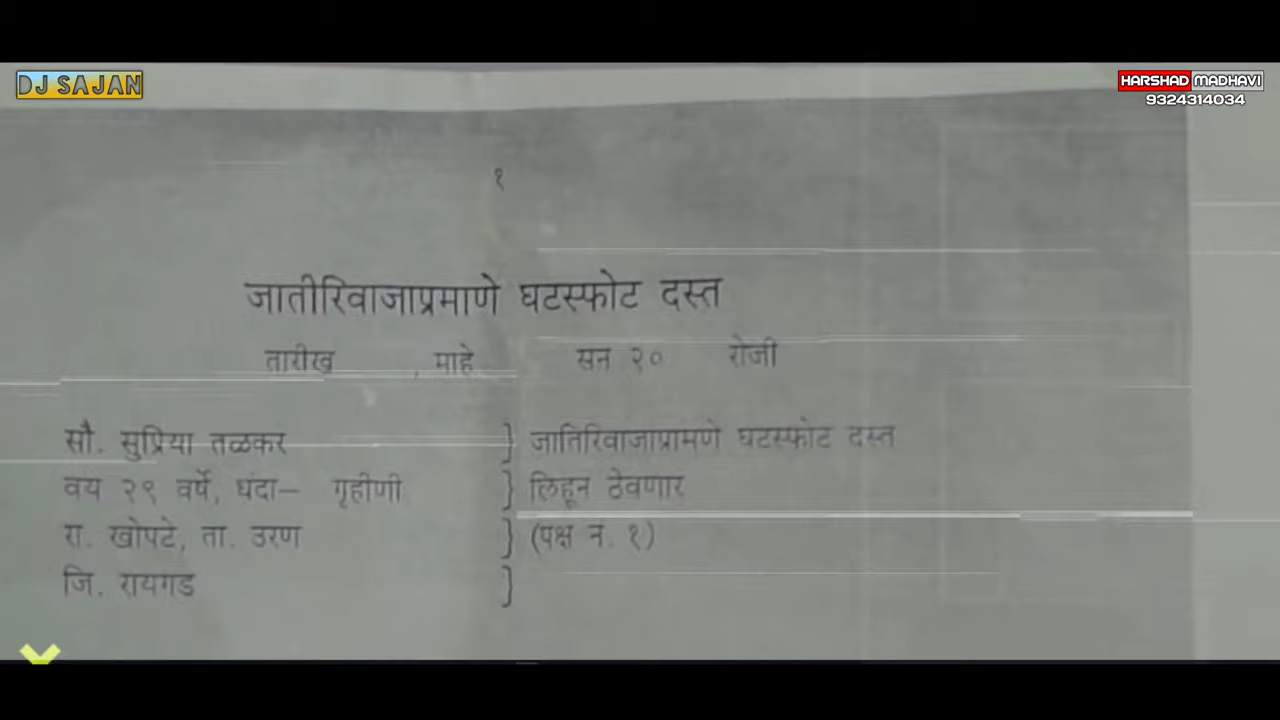 DJ SAJAN
HARSHAD MADHAVI
9324314034
१
जातीरिवाजाप्रमाणे घटस्फोट दस्त
तारीख , माहे सन २० रोजी
सौ. सुप्रिया तळकर } जातिरिवाजाप्रामणे घटस्फोट दस्त
वय २९ वर्षे, धंदा– गृहीणी } लिहून ठेवणार
रा. खोपटे, ता. उरण } (पक्ष नं. १)
जि. रायगड }